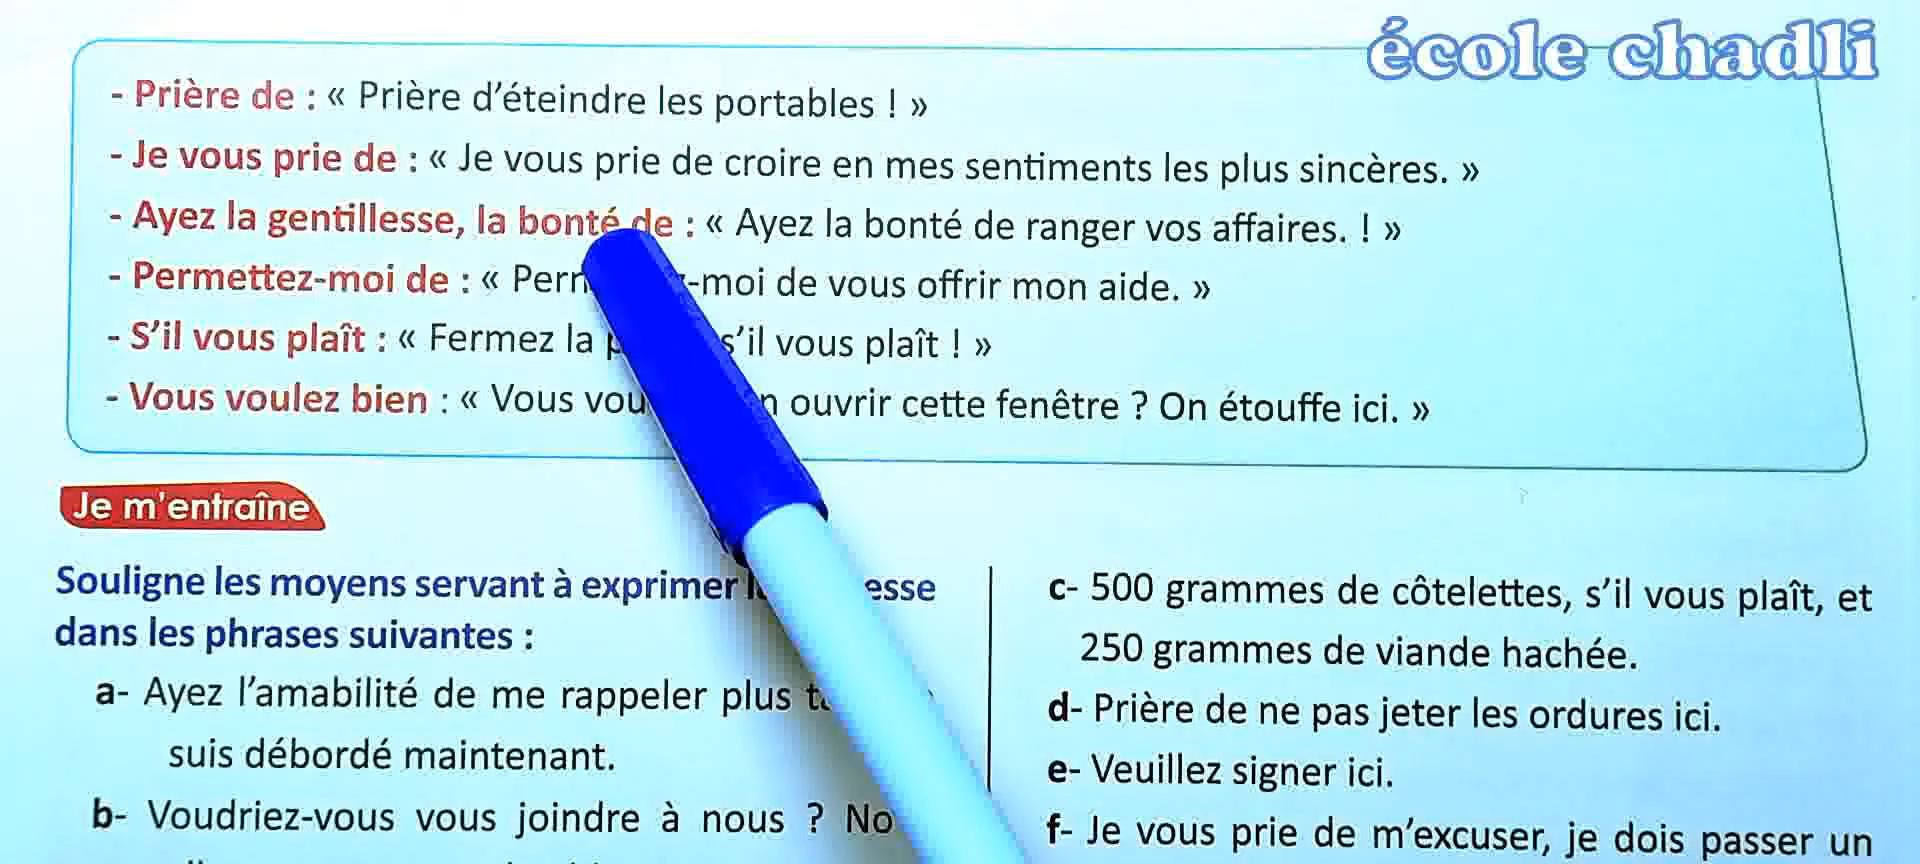 école chadli
- Prière de : « Prière d'éteindre les portables ! »
- Je vous prie de : « Je vous prie de croire en mes sentiments les plus sincères. »
- Ayez la gentillesse, la bonté de : « Ayez la bonté de ranger vos affaires. ! »
- Permettez-moi de : « -moi de vous offrir mon aide. »
- S'il vous plaît : « Fermez la s'il vous plaît ! »
- Vous voulez bien : « Vous ouvrir cette fenêtre ? On étouffe ici. »
Je m'entraîne
Souligne les moyens servant à exprimer
dans les phrases suivantes :
a- Ayez l'amabilité de me rappeler plus
suis débordé maintenant.
b- Voudriez-vous vous joindre à nous ?
c- 500 grammes de côtelettes, s'il vous plaît, et
250 grammes de viande hachée.
d- Prière de ne pas jeter les ordures ici.
e- Veuillez signer ici.
f- Je vous prie de m'excuser, je dois passer un